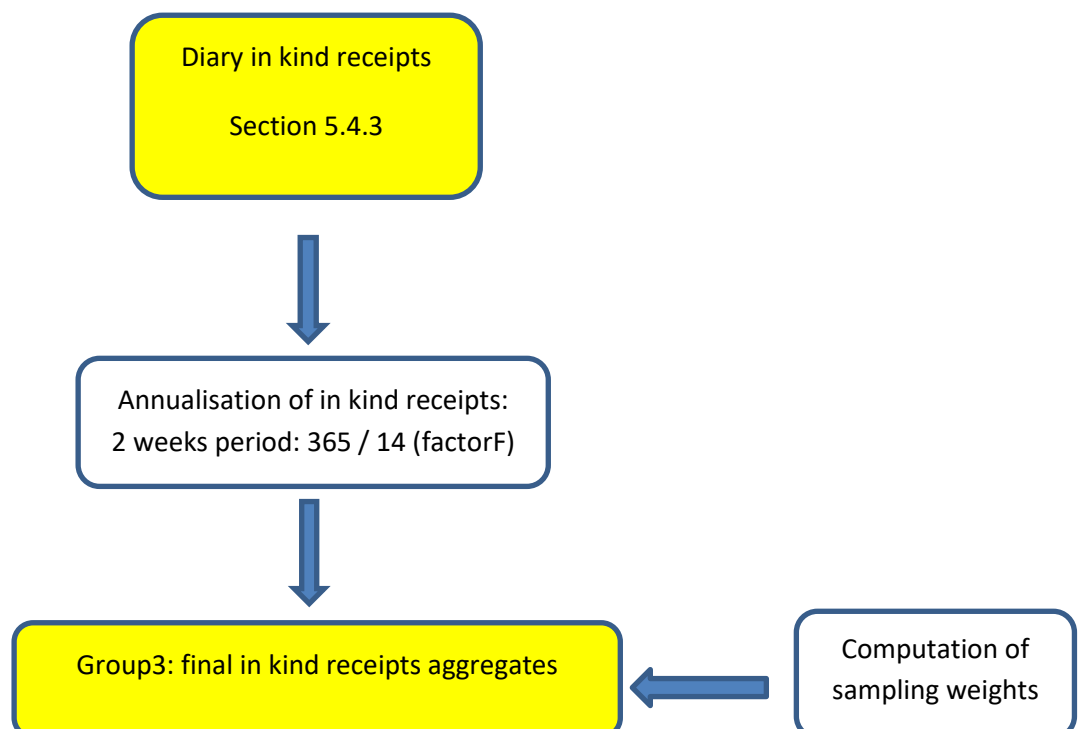 Diary in kind receipts
Section 5.4.3
Annualisation of in kind receipts:
2 weeks period: 365 / 14 (factorF)
Group3: final in kind receipts aggregates
Computation of
sampling weights